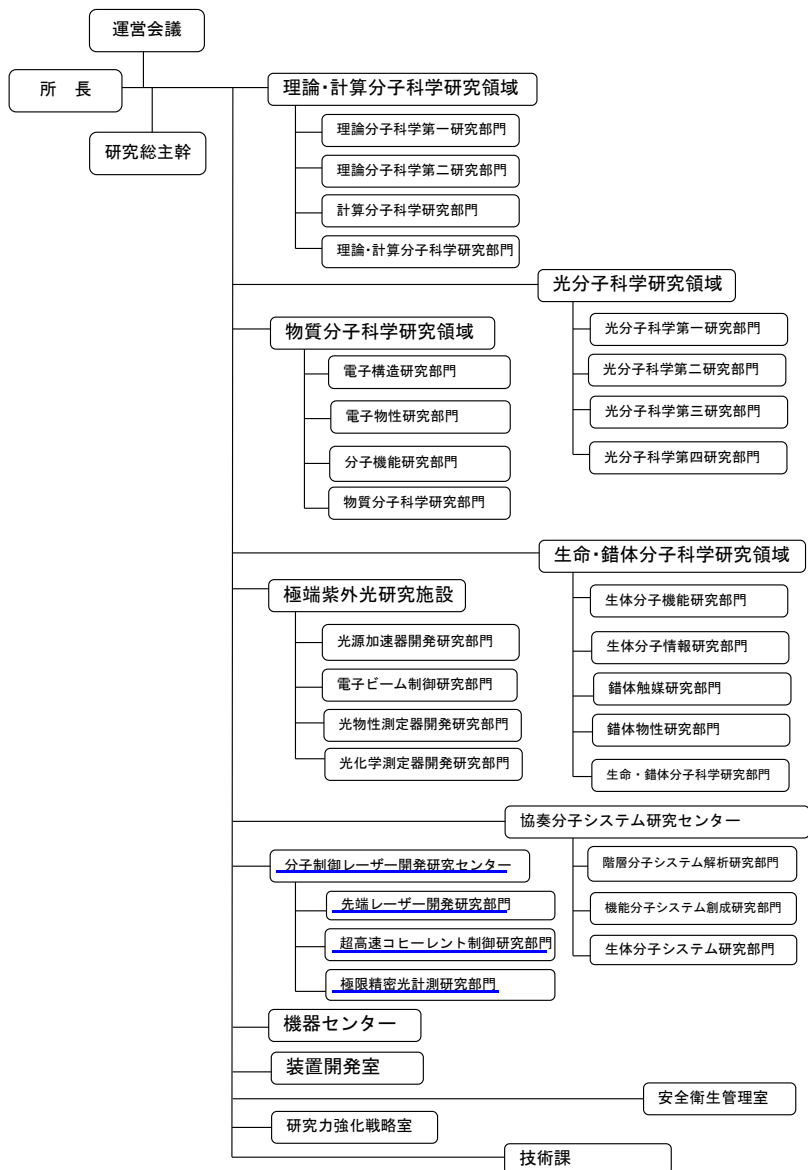 運営会議
所　長
研究総主幹
理論・計算分子科学研究領域
理論分子科学第一研究部門
理論分子科学第二研究部門
計算分子科学研究部門
理論・計算分子科学研究部門
光分子科学研究領域
光分子科学第一研究部門
光分子科学第二研究部門
光分子科学第三研究部門
光分子科学第四研究部門
物質分子科学研究領域
電子構造研究部門
電子物性研究部門
分子機能研究部門
物質分子科学研究部門
生命・錯体分子科学研究領域
生体分子機能研究部門
生体分子情報研究部門
錯体触媒研究部門
錯体物性研究部門
生命・錯体分子科学研究部門
極端紫外光研究施設
光源加速器開発研究部門
電子ビーム制御研究部門
光物性測定器開発研究部門
光化学測定器開発研究部門
協奏分子システム研究センター
階層分子システム解析研究部門
機能分子システム創成研究部門
生体分子システム研究部門
分子制御レーザー開発研究センター
先端レーザー開発研究部門
超高速コヒーレント制御研究部門
極限精密光計測研究部門
機器センター
装置開発室
安全衛生管理室
研究力強化戦略室
技術課